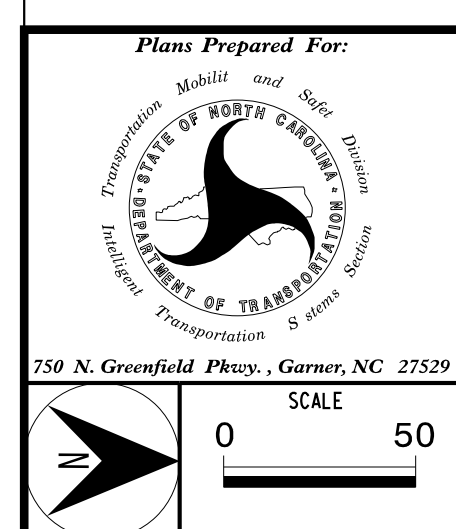 Plans Prepared For:
Transportation Mobilit and Safet Division
STATE OF NORTH CAROLINA
DEPARTMENT OF TRANSPORTATION
Intelligent Transportation S stems Section
750 N. Greenfield Pkwy. , Garner, NC 27529
N
SCALE
0 50